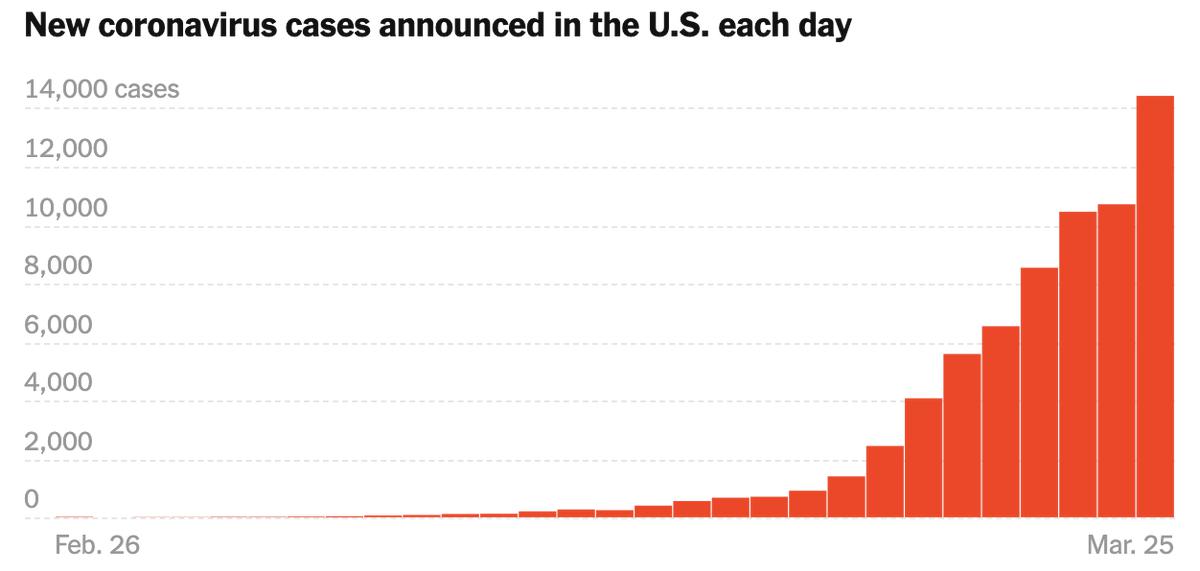 New coronavirus cases announced in the U.S. each day
14,000 cases
12,000
10,000
8,000
6,000
4,000
2,000
0
Feb. 26 Mar. 25